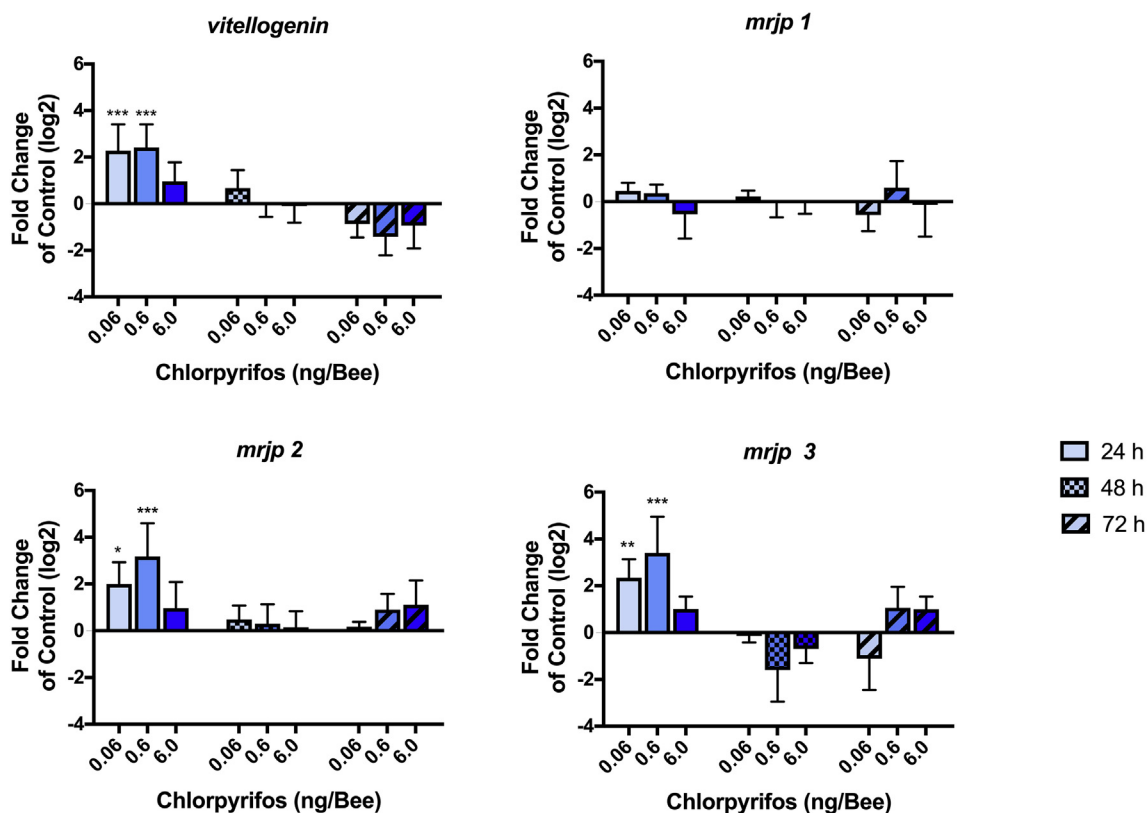 vitellogenin
6
4
2
0
-2
-4
Fold Change
of Control (log2)
*** ***
0.06 0.6 6.0 0.06 0.6 6.0 0.06 0.6 6.0
Chlorpyrifos (ng/Bee)
mrjp 1
6
4
2
0
-2
-4
Fold Change
of Control (log2)
0.06 0.6 6.0 0.06 0.6 6.0 0.06 0.6 6.0
Chlorpyrifos (ng/Bee)
mrjp 2
6
4
2
0
-2
-4
Fold Change
of Control (log2)
* ***
0.06 0.6 6.0 0.06 0.6 6.0 0.06 0.6 6.0
Chlorpyrifos (ng/Bee)
mrjp 3
6
4
2
0
-2
-4
Fold Change
of Control (log2)
** ***
0.06 0.6 6.0 0.06 0.6 6.0 0.06 0.6 6.0
Chlorpyrifos (ng/Bee)
24 h
48 h
72 h